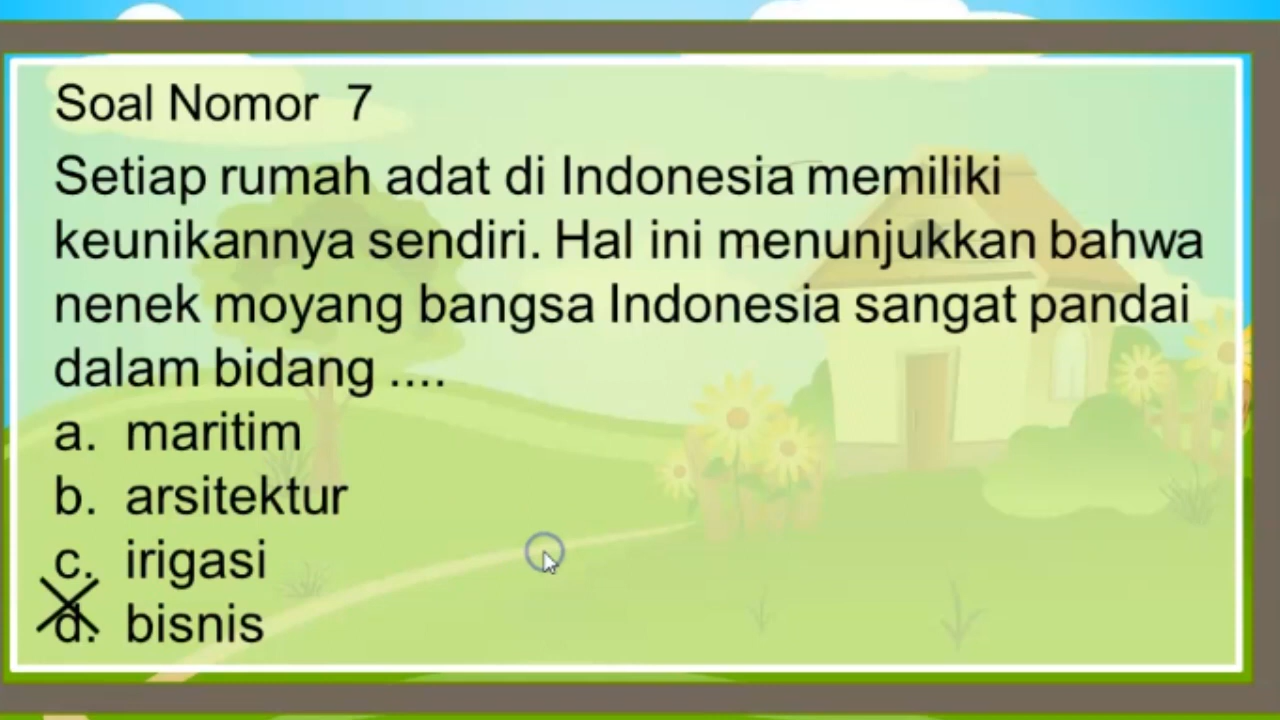 Soal Nomor 7
Setiap rumah adat di Indonesia memiliki
keunikannya sendiri. Hal ini menunjukkan bahwa
nenek moyang bangsa Indonesia sangat pandai
dalam bidang ....
a. maritim
b. arsitektur
c. irigasi
d. bisnis